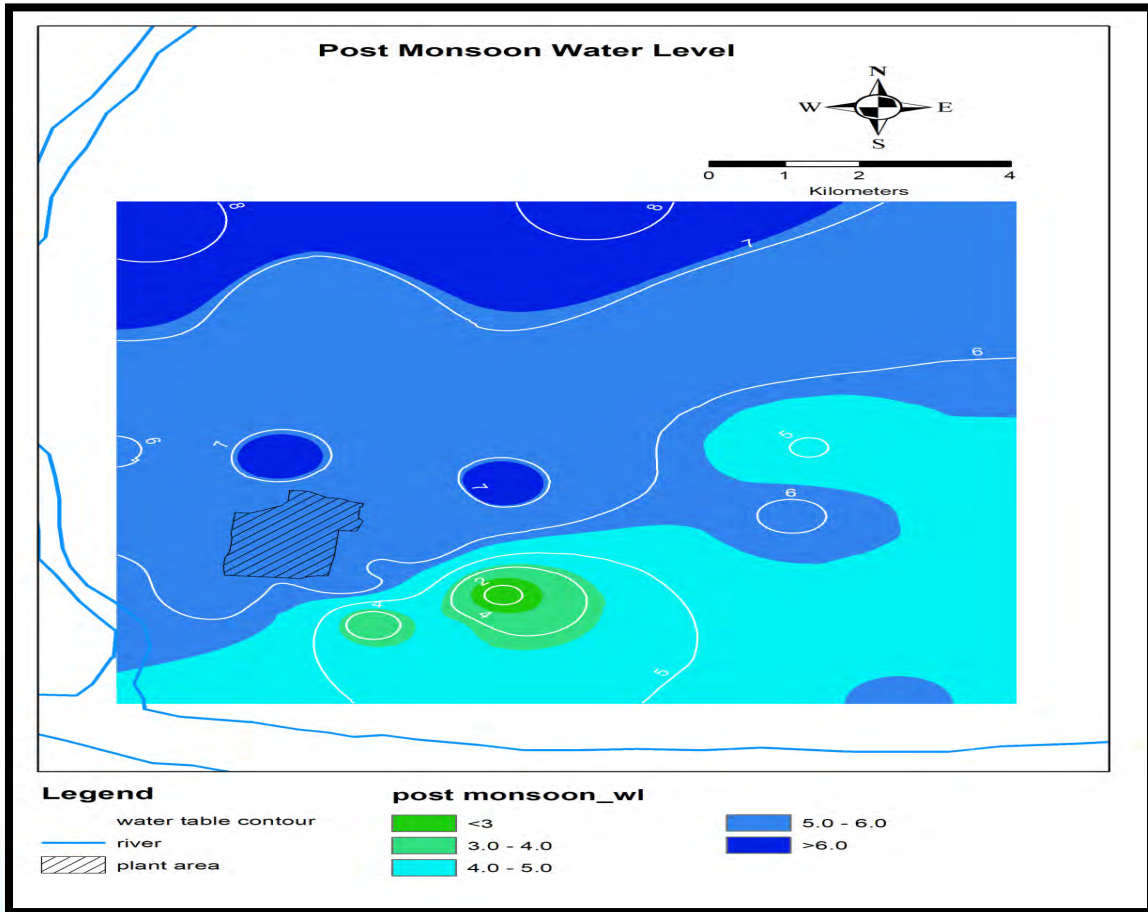 Post Monsoon Water Level
N
W E
S
0 1 2 4
Kilometers
8 8
7
6
6
7
5
7
6
2
4
4
5
Legend
water table contour
river
plant area
post monsoon_wl
<3
3.0 - 4.0
4.0 - 5.0
5.0 - 6.0
>6.0